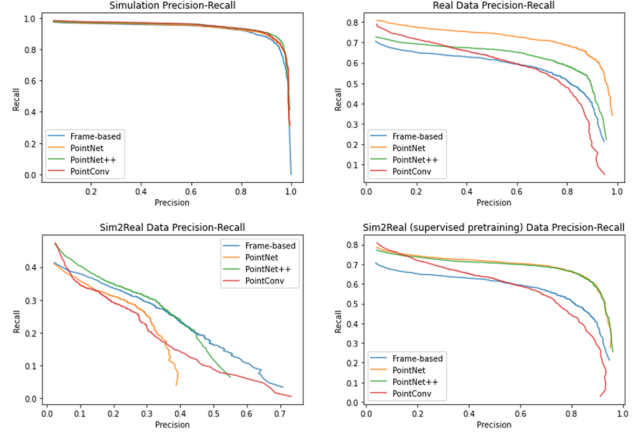 Simulation Precision-Recall
1.0
0.8
0.6
0.4
0.2
0.0
Recall
Frame-based
PointNet
PointNet++
PointConv
0.2 0.4 0.6 0.8 1.0
Precision
Real Data Precision-Recall
0.8
0.7
0.6
0.5
0.4
0.3
0.2
0.1
Recall
Frame-based
PointNet
PointNet++
PointConv
0.0 0.2 0.4 0.6 0.8 1.0
Precision
Sim2Real Data Precision-Recall
0.4
0.3
0.2
0.1
0.0
Recall
Frame-based
PointNet
PointNet++
PointConv
0.0 0.1 0.2 0.3 0.4 0.5 0.6 0.7
Precision
Sim2Real (supervised pretraining) Data Precision-Recall
0.8
0.7
0.6
0.5
0.4
0.3
0.2
0.1
0.0
Recall
Frame-based
PointNet
PointNet++
PointConv
0.0 0.2 0.4 0.6 0.8 1.0
Precision